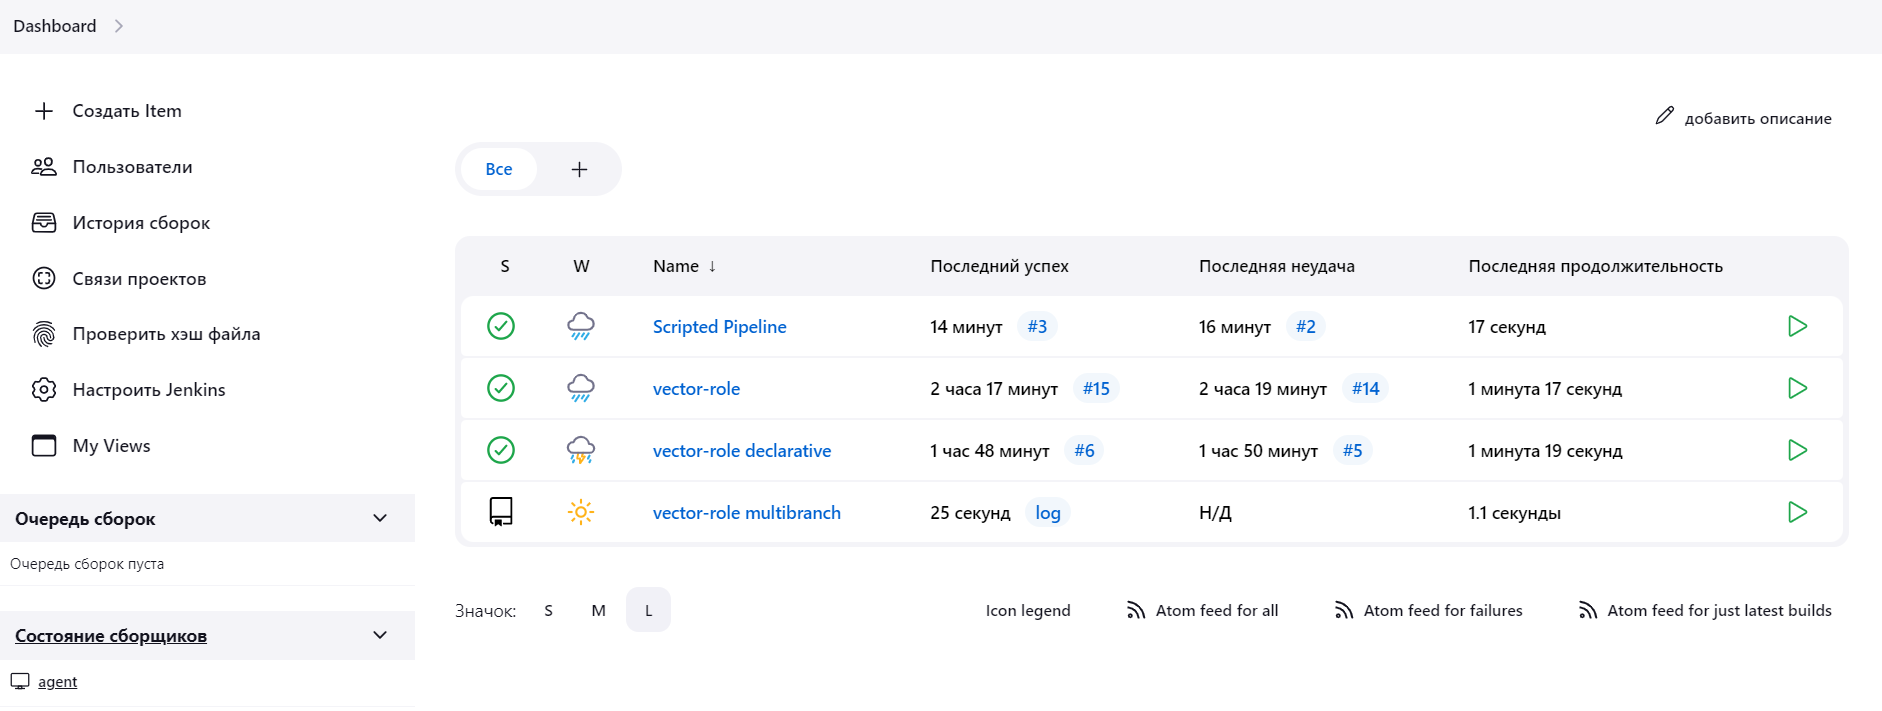 Dashboard
Создать Item
Пользователи
История сборок
Связи проектов
Проверить хэш файла
Настроить Jenkins
My Views
Очередь сборок
Очередь сборок пуста
Состояние сборщиков
agent
добавить описание
Все +
S W Name ↓ Последний успех Последняя неудача Последняя продолжительность
Scripted Pipeline 14 минут #3 16 минут #2 17 секунд
vector-role 2 часа 17 минут #15 2 часа 19 минут #14 1 минута 17 секунд
vector-role declarative 1 час 48 минут #6 1 час 50 минут #5 1 минута 19 секунд
vector-role multibranch 25 секунд log Н/Д 1.1 секунды
Значок: S M L Icon legend Atom feed for all Atom feed for failures Atom feed for just latest builds